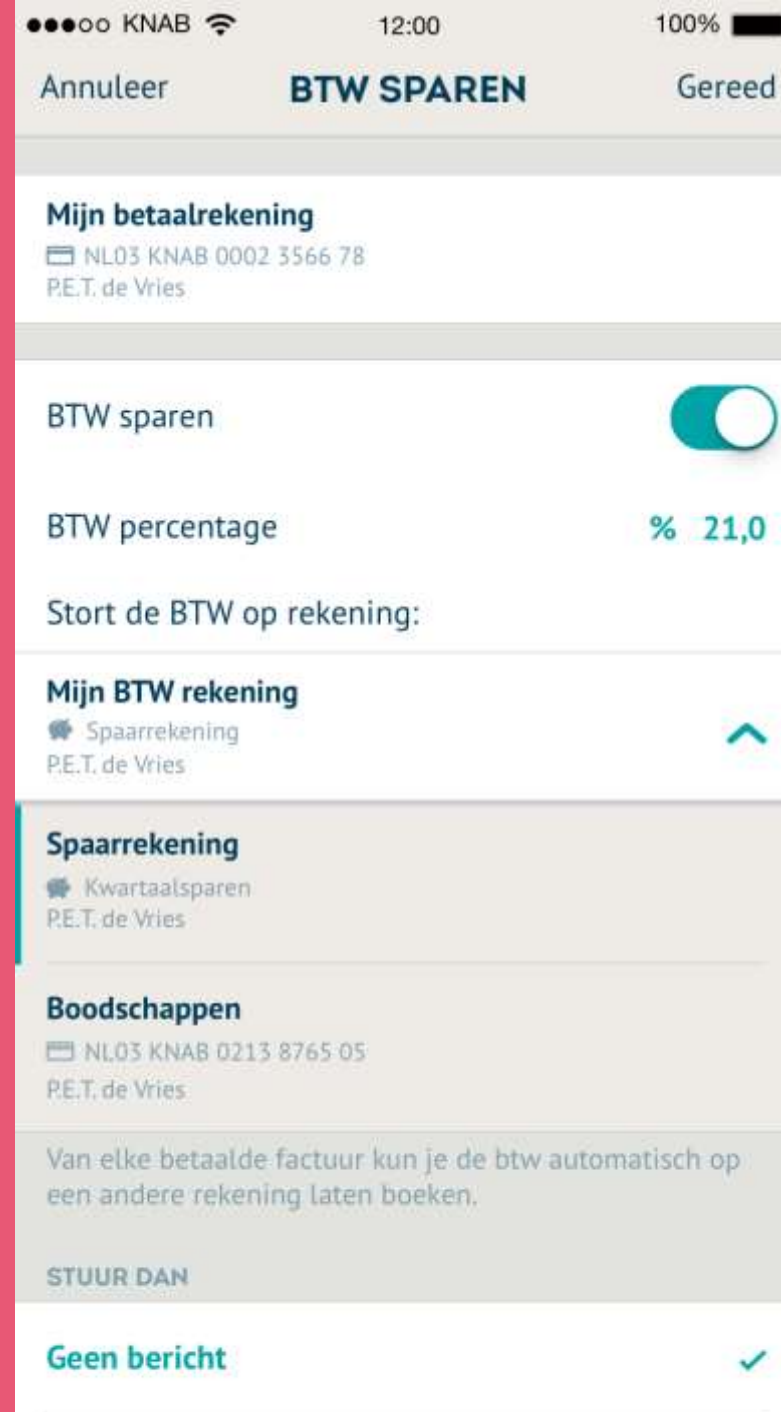 KNAB 12:00 100%
Annuleer BTW SPAREN Gereed
Mijn betaalrekening
NL03 KNAB 0002 3566 78
P.E.T. de Vries
BTW sparen
BTW percentage % 21,0
Stort de BTW op rekening:
Mijn BTW rekening
Spaarrekening
P.E.T. de Vries
Spaarrekening
Kwartaalsparen
P.E.T. de Vries
Boodschappen
NL03 KNAB 0213 8765 05
P.E.T. de Vries
Van elke betaalde factuur kun je de btw automatisch op
een andere rekening laten boeken.
STUUR DAN
Geen bericht